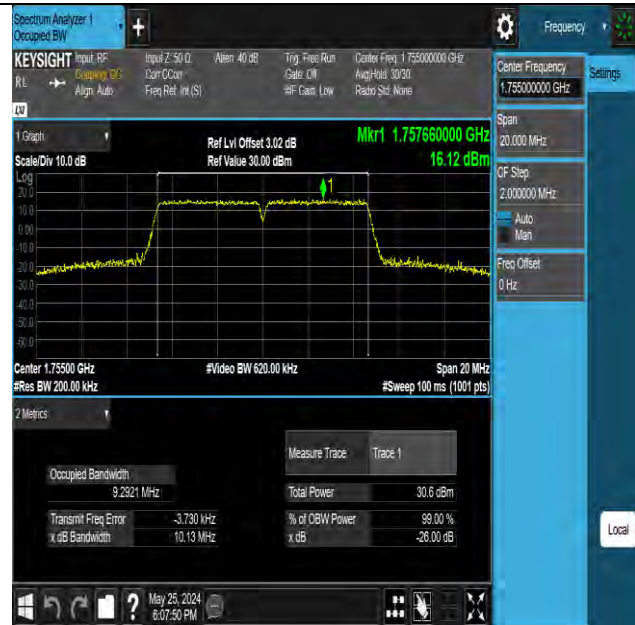 Spectrum Analyzer 1
Occupied BW
+
Frequency
KEYSIGHT
Input: RF
Input Z: 50 Ω
Atten: 40 dB
Trig: Free Run
Center Freq: 1.755000000 GHz
RL
Coupling: DC
Corr CCorr
Gate: Off
Avg|Hold: 30/30
Align: Auto
Freq Ref: Int (S)
#IF Gain: Low
Radio Std: None
LXI
Center Frequency
1.755000000 GHz
Settings
Span
20.000 MHz
CF Step
2.000000 MHz
Auto
Man
Freq Offset
0 Hz
1 Graph
Ref Lvl Offset 3.02 dB
Mkr1 1.757660000 GHz
Scale/Div 10.0 dB
Ref Value 30.00 dBm
16.12 dBm
Log
20.0
1
10.0
0.00
-10.0
-20.0
-30.0
-40.0
-50.0
-60.0
Center 1.75500 GHz
#Video BW 620.00 kHz
Span 20 MHz
#Res BW 200.00 kHz
#Sweep 100 ms (1001 pts)
2 Metrics
Measure Trace
Trace 1
Occupied Bandwidth
9.2921 MHz
Total Power
30.6 dBm
Transmit Freq Error
-3.730 kHz
% of OBW Power
99.00 %
x dB Bandwidth
10.13 MHz
x dB
-26.00 dB
Local
?
May 25, 2024
6:07:50 PM